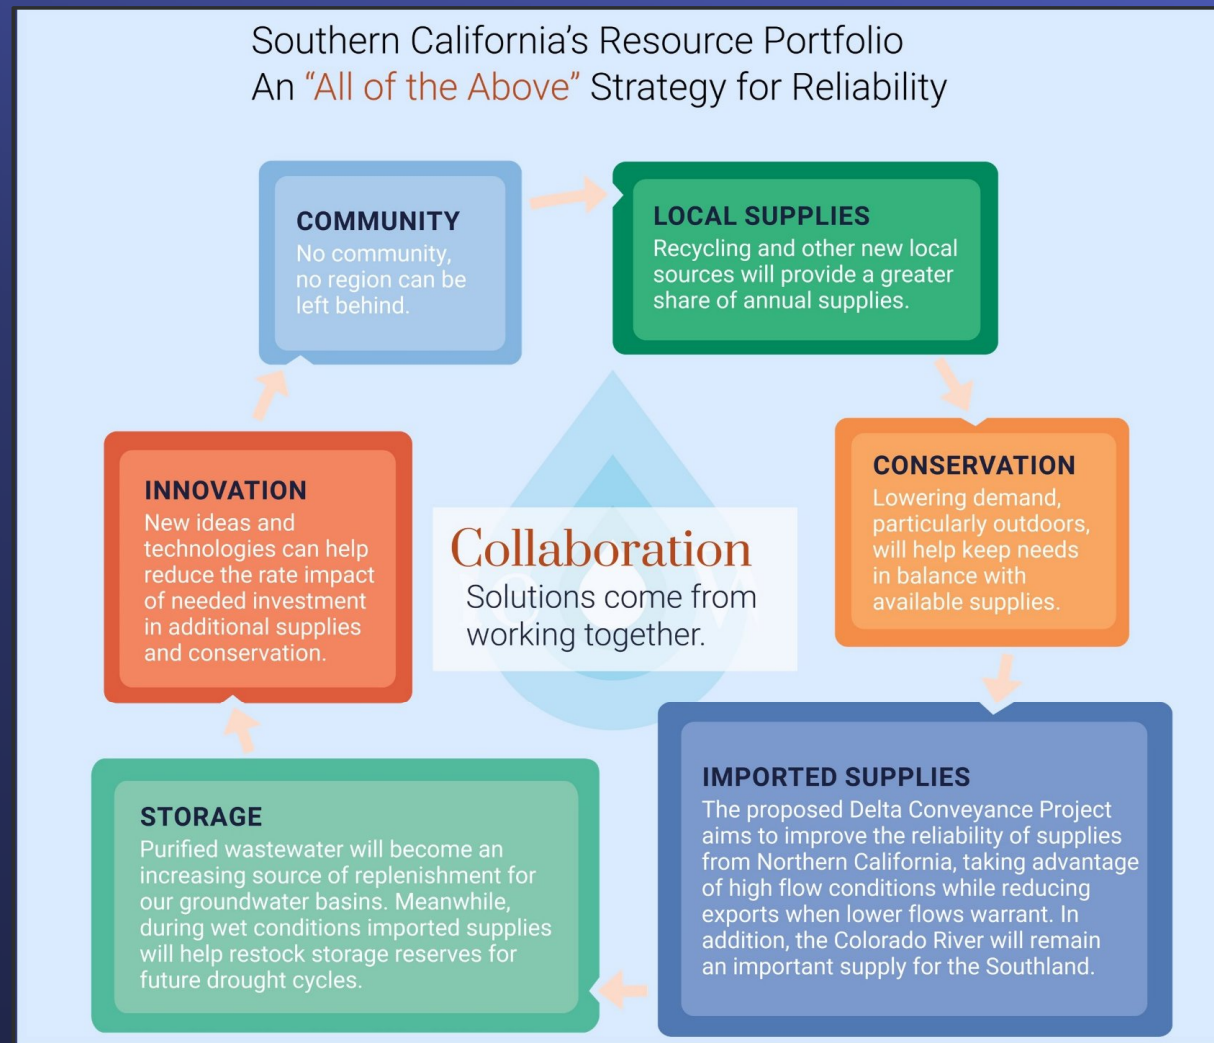 Southern California’s Resource Portfolio
An “All of the Above” Strategy for Reliability
COMMUNITY
No community,
no region can be
left behind.
LOCAL SUPPLIES
Recycling and other new local
sources will provide a greater
share of annual supplies.
CONSERVATION
Lowering demand,
particularly outdoors,
will help keep needs
in balance with
available supplies.
IMPORTED SUPPLIES
The proposed Delta Conveyance Project
aims to improve the reliability of supplies
from Northern California, taking advantage
of high flow conditions while reducing
exports when lower flows warrant. In
addition, the Colorado River will remain
an important supply for the Southland.
STORAGE
Purified wastewater will become an
increasing source of replenishment for
our groundwater basins. Meanwhile,
during wet conditions imported supplies
will help restock storage reserves for
future drought cycles.
INNOVATION
New ideas and
technologies can help
reduce the rate impact
of needed investment
in additional supplies
and conservation.
Collaboration
Solutions come from
working together.